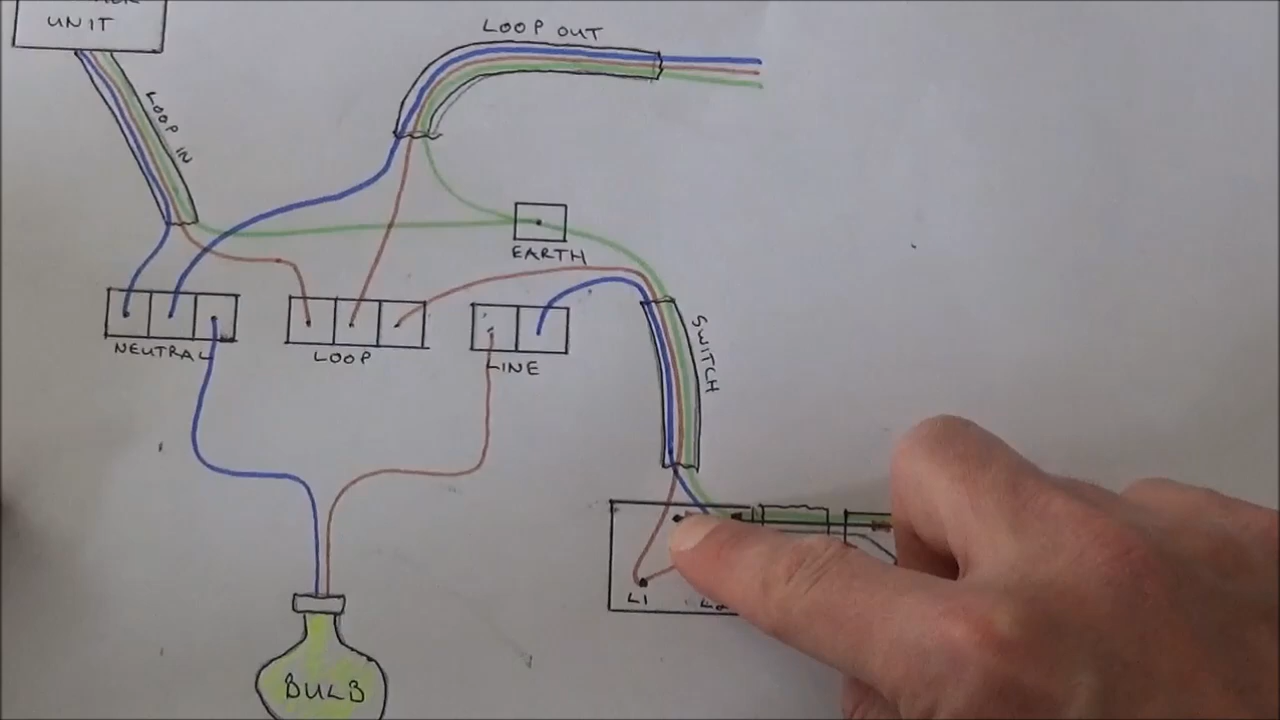 UNIT
LOOP OUT
LOOP IN
EARTH
NEUTRAL
LOOP
LINE
SWITCH
L1
BULB